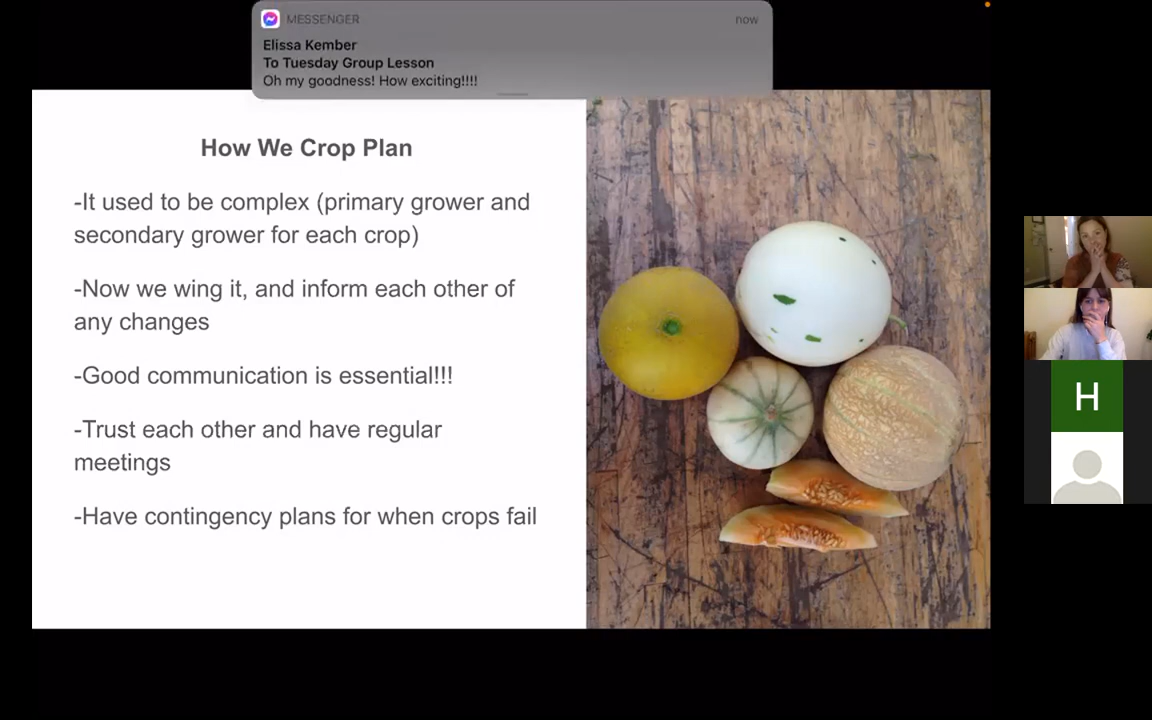 MESSENGER
now
Elissa Kember
To Tuesday Group Lesson
Oh my goodness! How exciting!!!!
How We Crop Plan
-It used to be complex (primary grower and
secondary grower for each crop)
-Now we wing it, and inform each other of
any changes
-Good communication is essential!!!
-Trust each other and have regular
meetings
-Have contingency plans for when crops fail
H